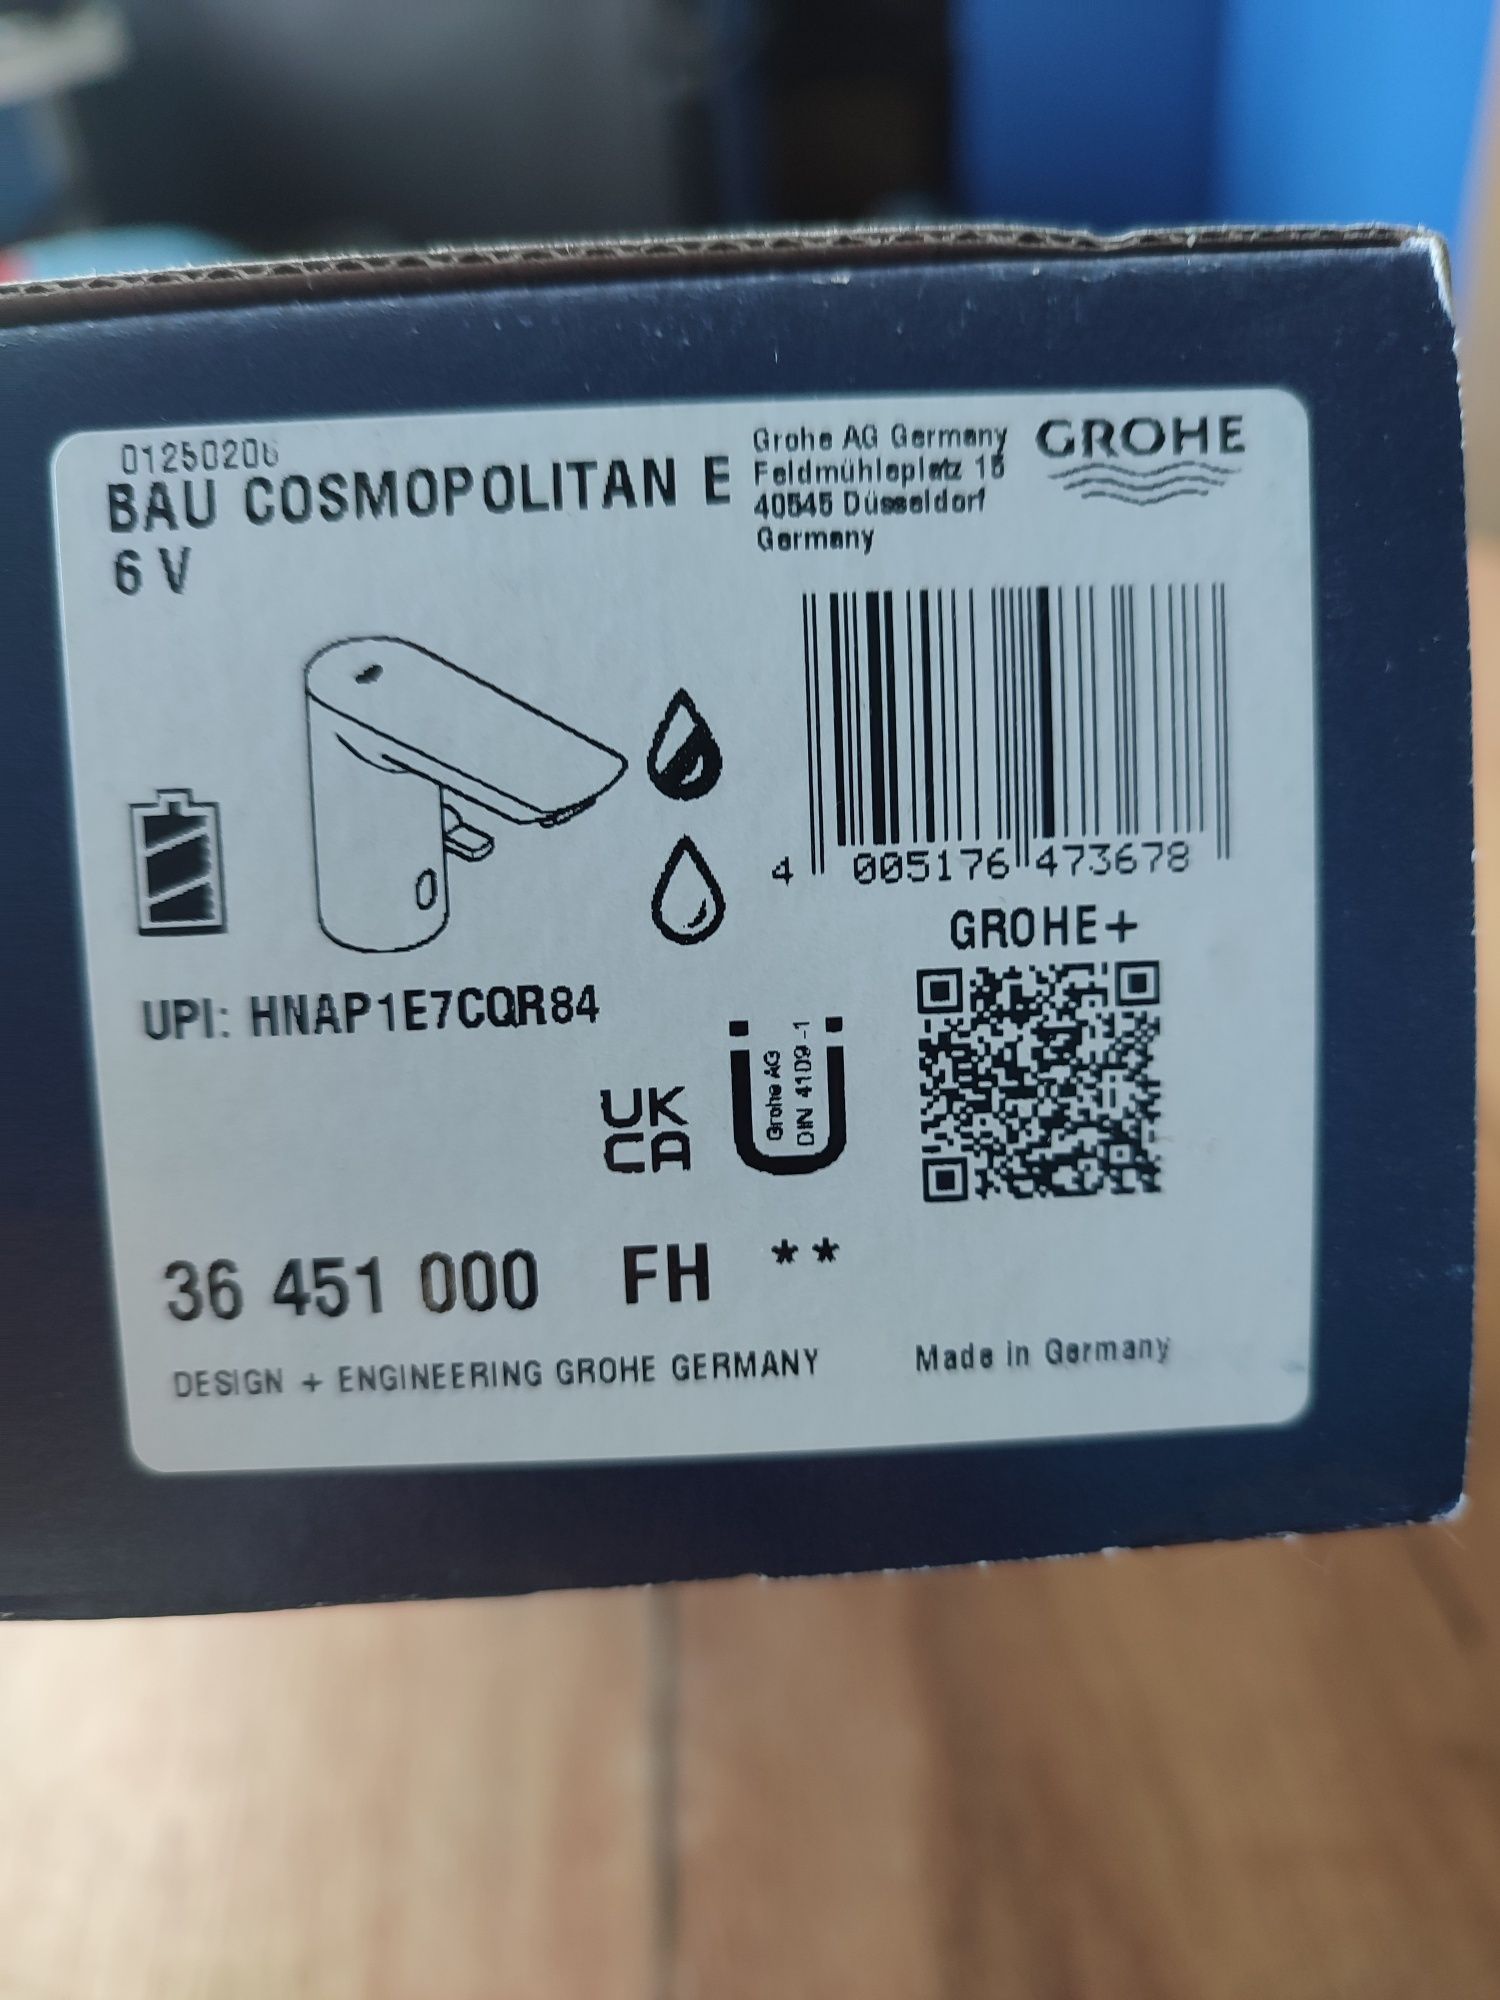 0125020
BAU COSMOPOLITAN E
6 V
Grohe AG Germany
Feldmühleplatz 15
40545 Düsseldorf
Germany
GROHE
4 005176 473678
GROHE+
UPI: HNAP1E7CQR84
UK
CA
Grohe AG
DIN 4109-1
36 451 000 FH **
DESIGN + ENGINEERING GROHE GERMANY
Made in Germany